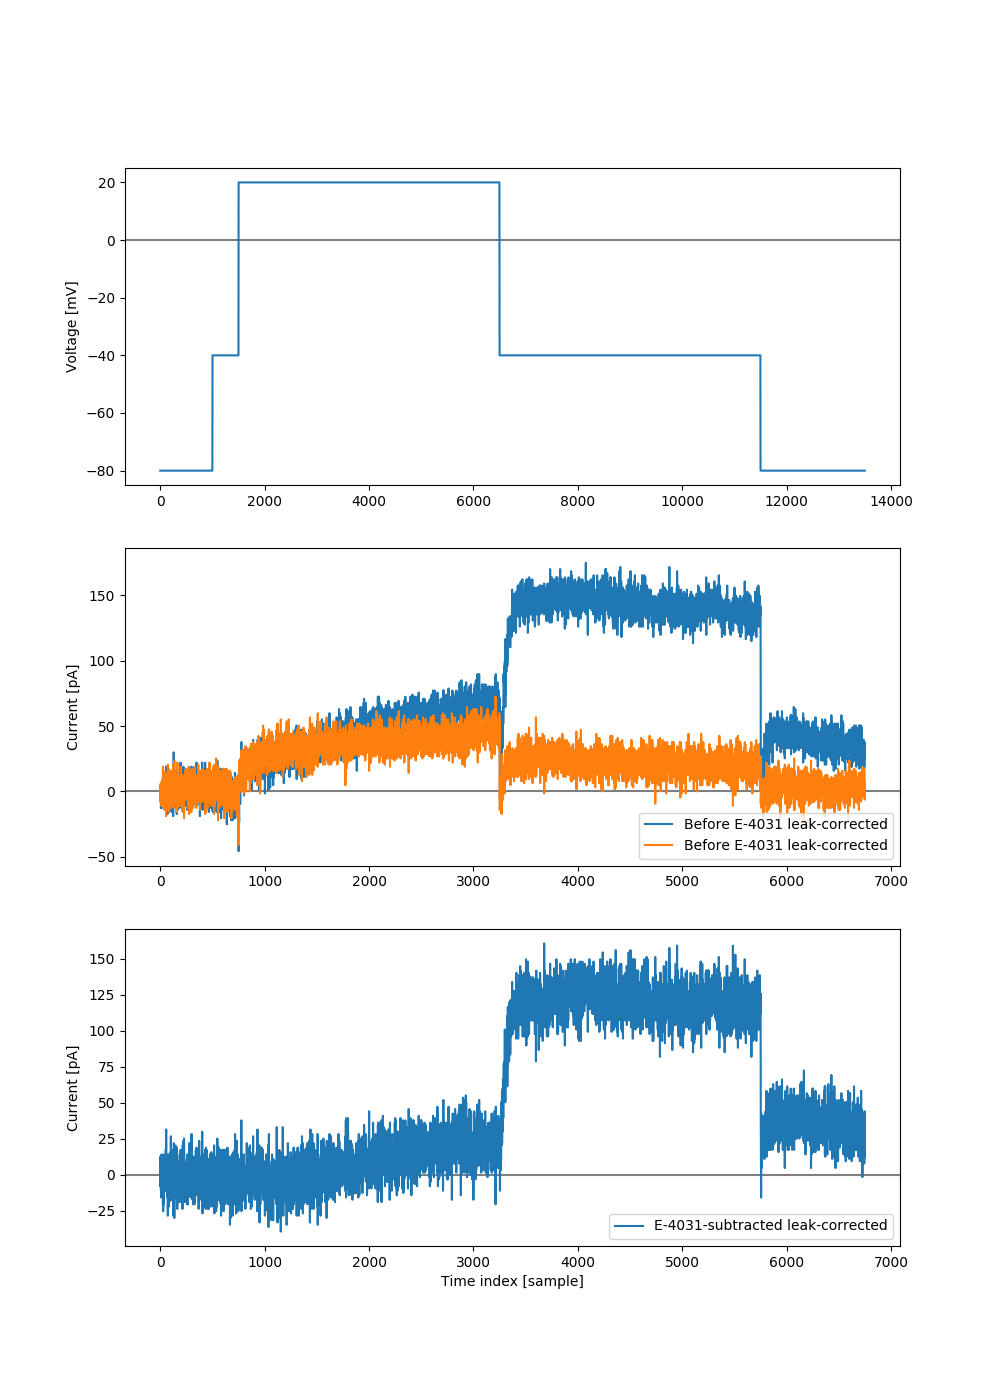 20
0
−20
−40
−60
−80
Voltage [mV]
0 2000 4000 6000 8000 10000 12000 14000
150
100
50
0
−50
Current [pA]
Before E-4031 leak-corrected
Before E-4031 leak-corrected
0 1000 2000 3000 4000 5000 6000 7000
150
125
100
75
50
25
0
−25
Current [pA]
E-4031-subtracted leak-corrected
0 1000 2000 3000 4000 5000 6000 7000
Time index [sample]